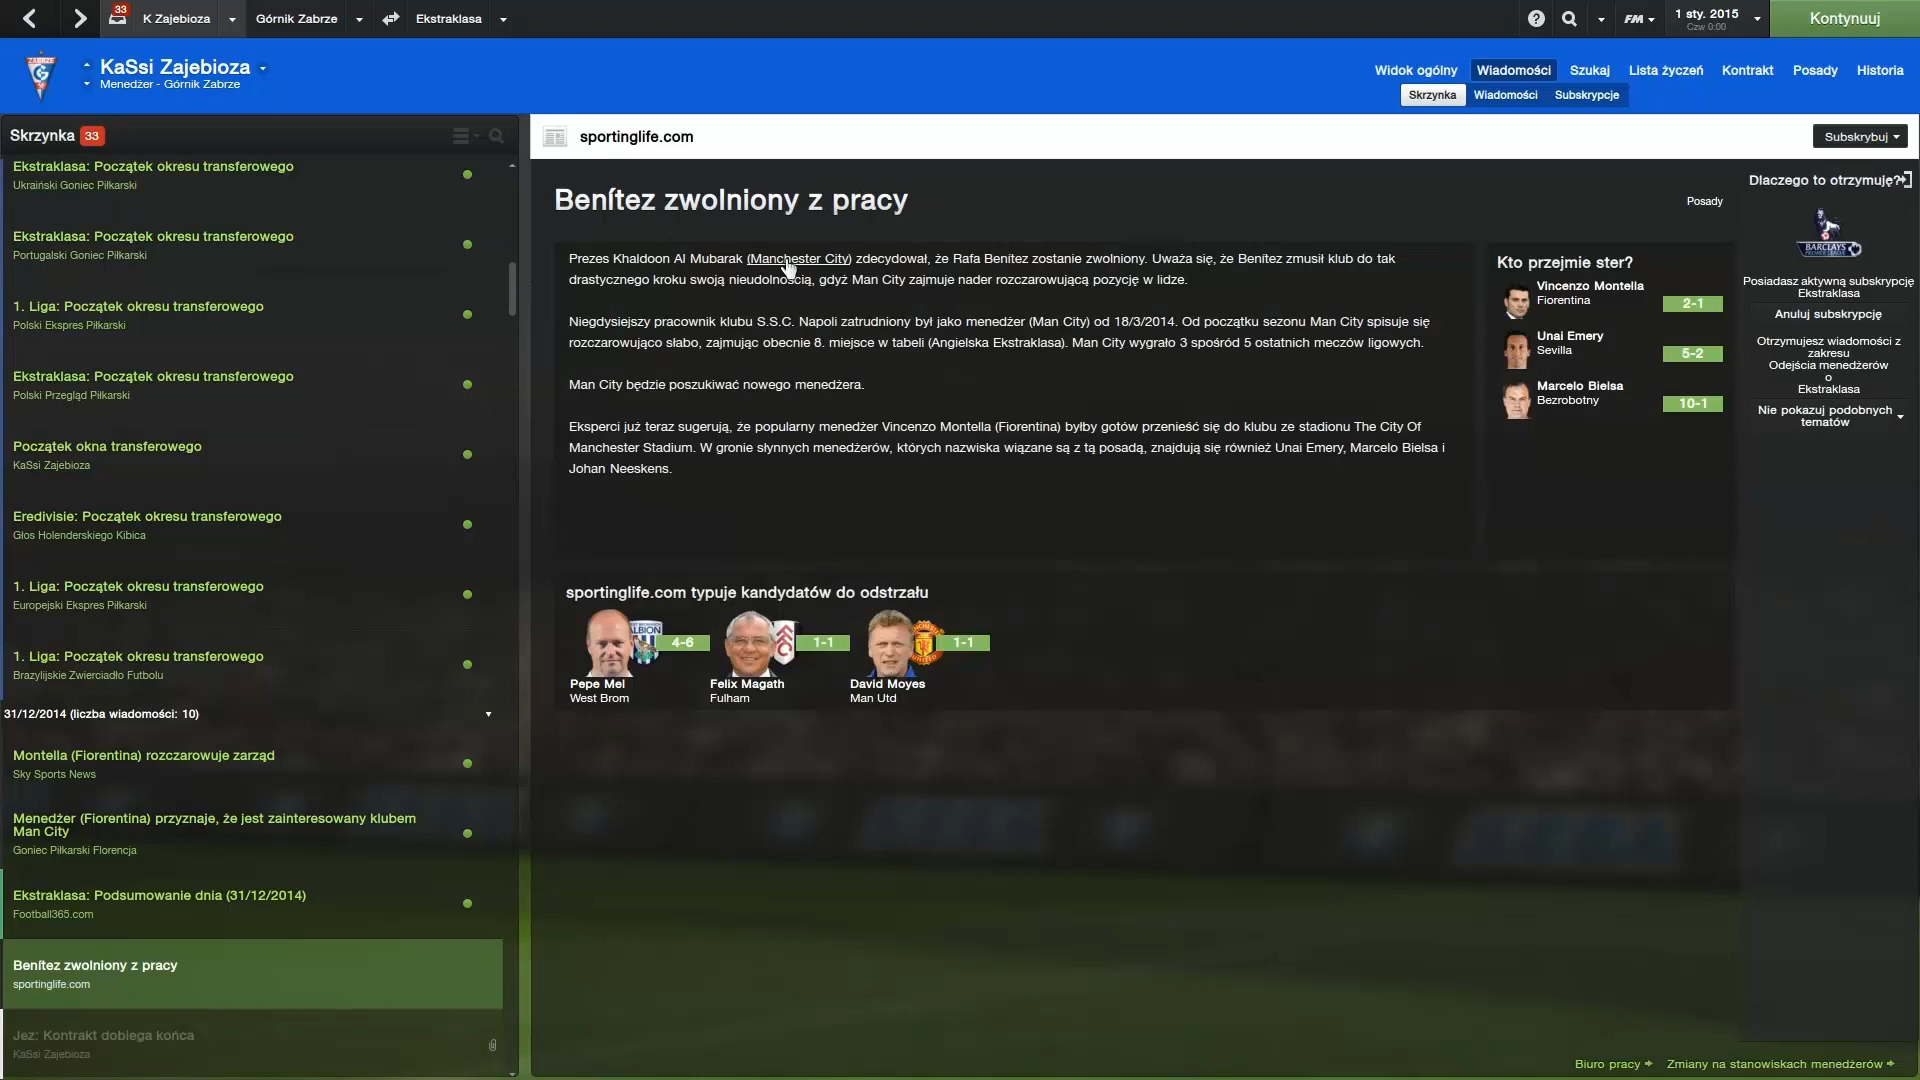 33
K Zajebioza
Górnik Zabrze
Ekstraklasa
FM
1 sty. 2015
Czw 0:00
Kontynuuj
ZABRZE
KaSsi Zajebioza
Menedżer - Górnik Zabrze
Widok ogólny
Wiadomości
Szukaj
Lista życzeń
Kontrakt
Posady
Historia
Skrzynka
Wiadomości
Subskrypcje
Skrzynka 33
Ekstraklasa: Początek okresu transferowego
Ukraiński Goniec Piłkarski
Ekstraklasa: Początek okresu transferowego
Portugalski Goniec Piłkarski
1. Liga: Początek okresu transferowego
Polski Ekspres Piłkarski
Ekstraklasa: Początek okresu transferowego
Polski Przegląd Piłkarski
Początek okna transferowego
KaSsi Zajebioza
Eredivisie: Początek okresu transferowego
Głos Holenderskiego Kibica
1. Liga: Początek okresu transferowego
Europejski Ekspres Piłkarski
1. Liga: Początek okresu transferowego
Brazylijskie Zwierciadło Futbolu
31/12/2014 (liczba wiadomości: 10)
Montella (Fiorentina) rozczarowuje zarząd
Sky Sports News
Menedżer (Fiorentina) przyznaje, że jest zainteresowany klubem
Man City
Goniec Piłkarski Florencja
Ekstraklasa: Podsumowanie dnia (31/12/2014)
Football365.com
Benítez zwolniony z pracy
sportinglife.com
Jez: Kontrakt dobiega końca
KaSsi Zajebioza
sportinglife.com
Subskrybuj
Benítez zwolniony z pracy
Posady
Prezes Khaldoon Al Mubarak (Manchester City) zdecydował, że Rafa Benítez zostanie zwolniony. Uważa się, że Benítez zmusił klub do tak
drastycznego kroku swoją nieudolnością, gdyż Man City zajmuje nader rozczarowującą pozycję w lidze.
Niegdysiejszy pracownik klubu S.S.C. Napoli zatrudniony był jako menedżer (Man City) od 18/3/2014. Od początku sezonu Man City spisuje się
rozczarowująco słabo, zajmując obecnie 8. miejsce w tabeli (Angielska Ekstraklasa). Man City wygrało 3 spośród 5 ostatnich meczów ligowych.
Man City będzie poszukiwać nowego menedżera.
Eksperci już teraz sugerują, że popularny menedżer Vincenzo Montella (Fiorentina) byłby gotów przenieść się do klubu ze stadionu The City Of
Manchester Stadium. W gronie słynnych menedżerów, których nazwiska wiązane są z tą posadą, znajdują się również Unai Emery, Marcelo Bielsa i
Johan Neeskens.
Kto przejmie ster?
Vincenzo Montella
Fiorentina
2-1
Unai Emery
Sevilla
5-2
Marcelo Bielsa
Bezrobotny
10-1
sportinglife.com typuje kandydatów do odstrzału
ALBION
4-6
1-1
1-1
Pepe Mel
West Brom
Felix Magath
Fulham
David Moyes
Man Utd
Dlaczego to otrzymuję?
BARCLAYS
PREMIER LEAGUE
Posiadasz aktywną subskrypcję
Ekstraklasa
Anuluj subskrypcję
Otrzymujesz wiadomości z
zakresu
Odejścia menedżerów
o
Ekstraklasa
Nie pokazuj podobnych
tematów
Biuro pracy
Zmiany na stanowiskach menedżerów